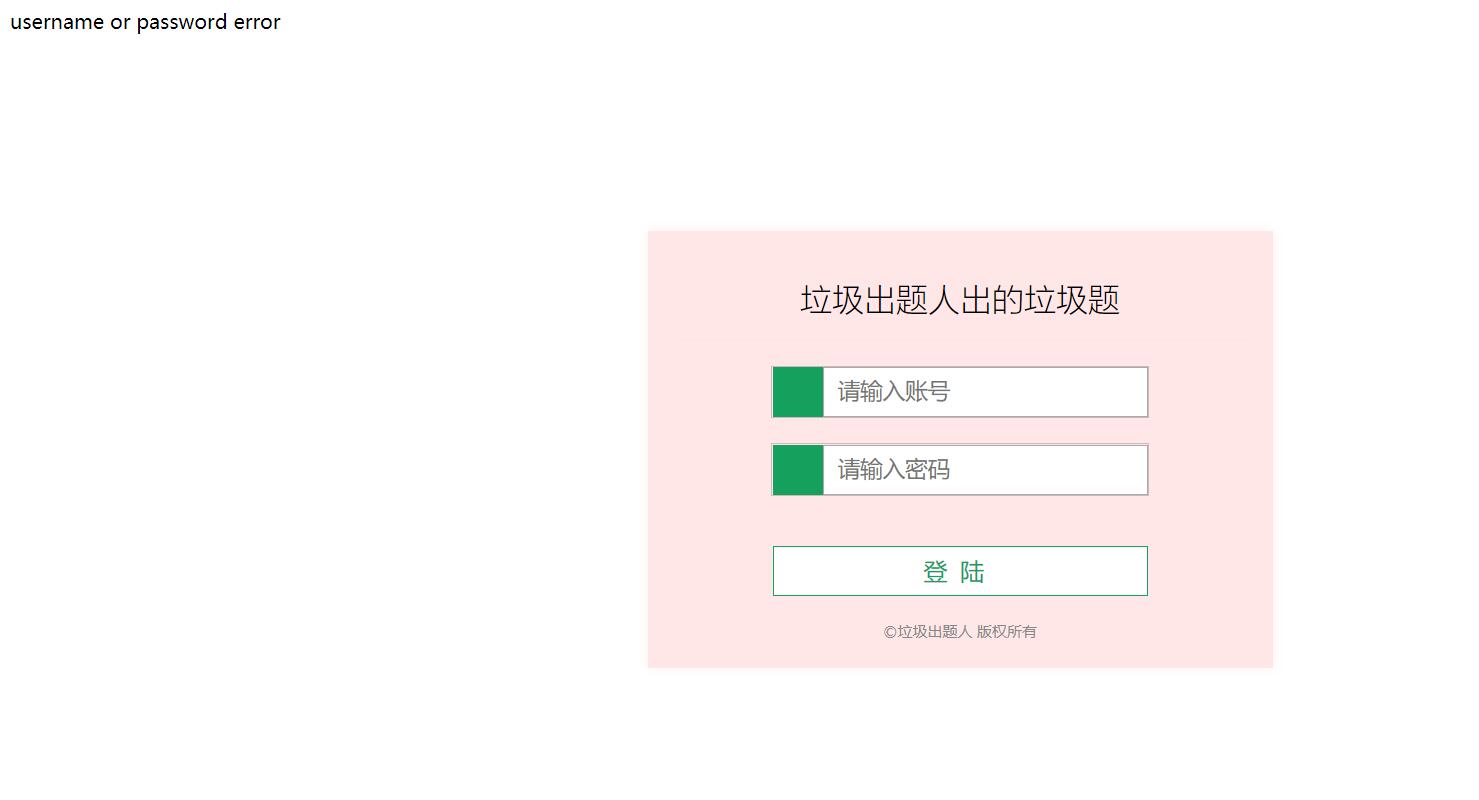 username or password error
垃圾出题人出的垃圾题
请输入账号
请输入密码
登 陆
©垃圾出题人 版权所有